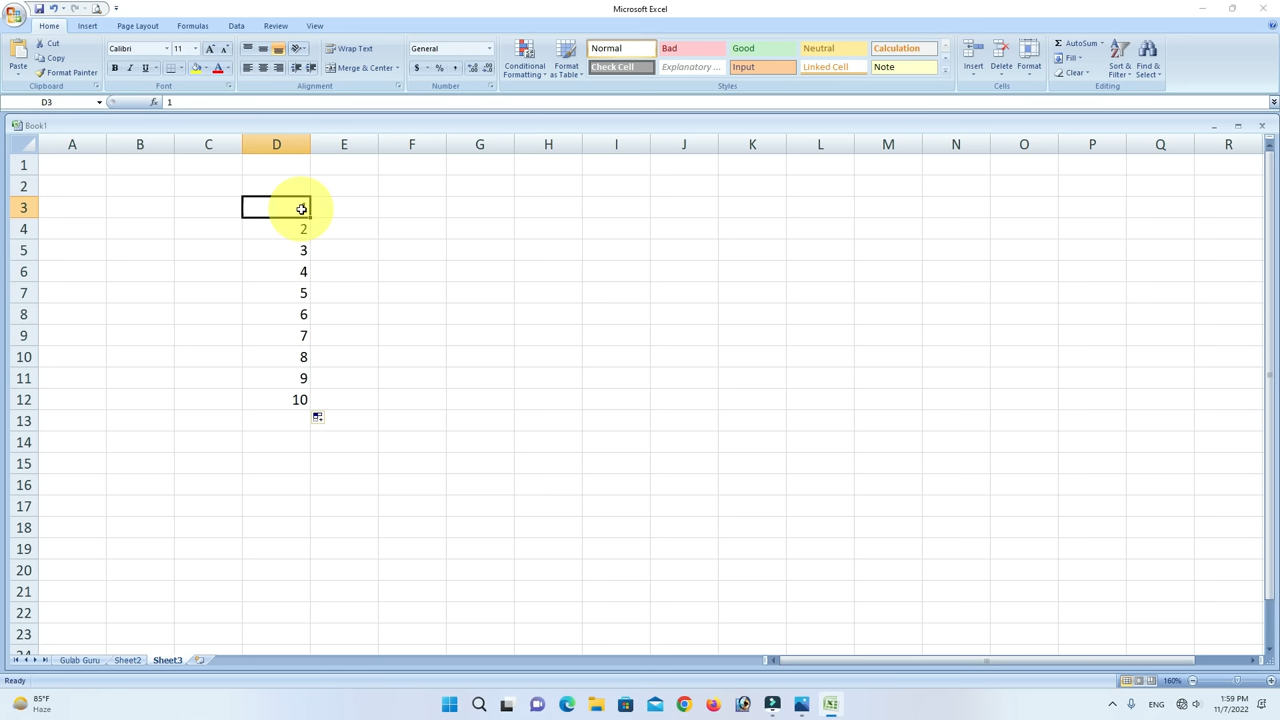 Microsoft Excel
Home Insert Page Layout Formulas Data Review View
Paste
Cut
Copy
Format Painter
Clipboard
Calibri 11
B I U
Font
Wrap Text
Merge & Center
Alignment
General
$ % ,
Number
Conditional Formatting
Format as Table
Normal Bad Good Neutral Calculation
Check Cell Explanatory ... Input Linked Cell Note
Styles
Insert Delete Format
Cells
Σ AutoSum
Fill
Clear
Sort & Filter
Find & Select
Editing
D3 fx 1
Book1
A B C D E F G H I J K L M N O P Q R
1
2
3
4 2
5 3
6 4
7 5
8 6
9 7
10 8
11 9
12 10
13
14
15
16
17
18
19
20
21
22
23
Gulab Guru Sheet2 Sheet3
Ready 160%
85°F
Haze
ENG
1:59 PM
11/7/2022